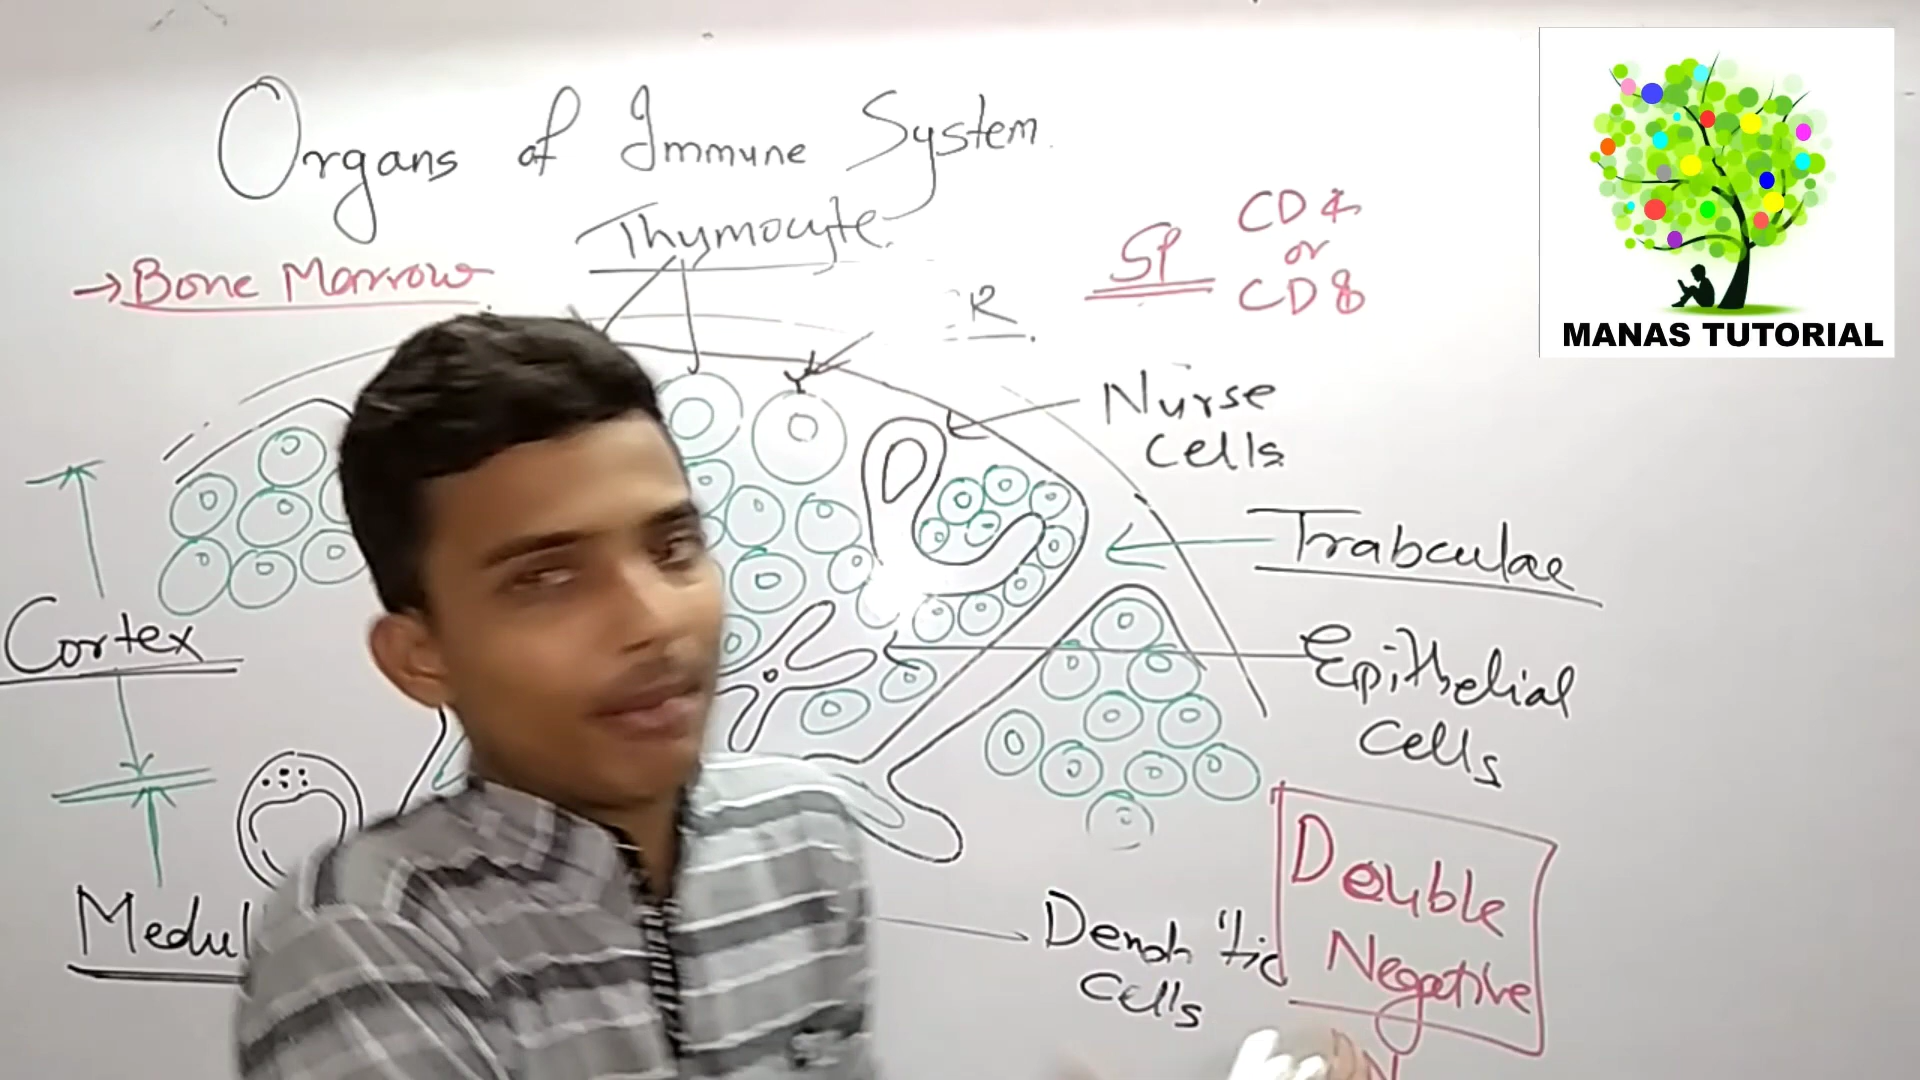 Organs of Immune System
Thymocyte
→ Bone Marrow
SP
CD4
or
CD8
R
MANAS TUTORIAL
Nurse
Cells
Trabculae
Cortex
Epithelial
Cells
Medul
Double
Negative
Cells
N